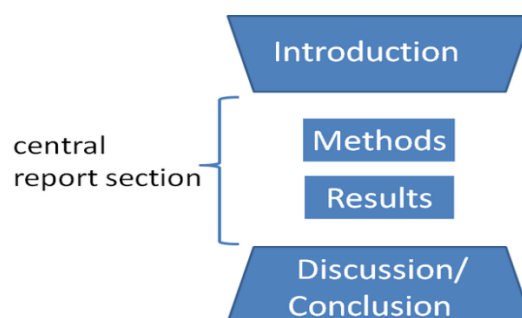 Introduction
central
report section
Methods
Results
Discussion/
Conclusion